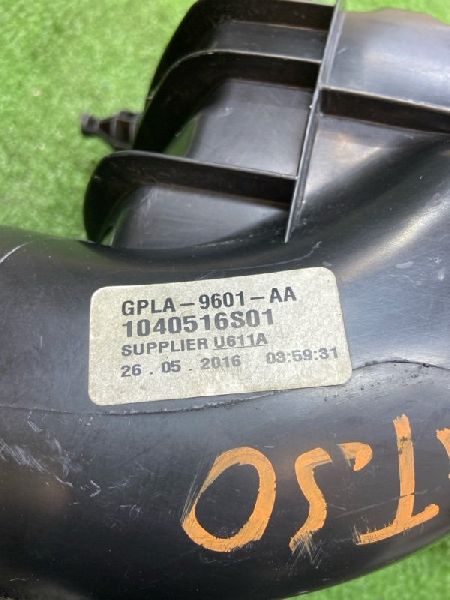 GPLA-9601-AA
1040516S01
SUPPLIER U611A
26 . 05 . 2016 03:59:31